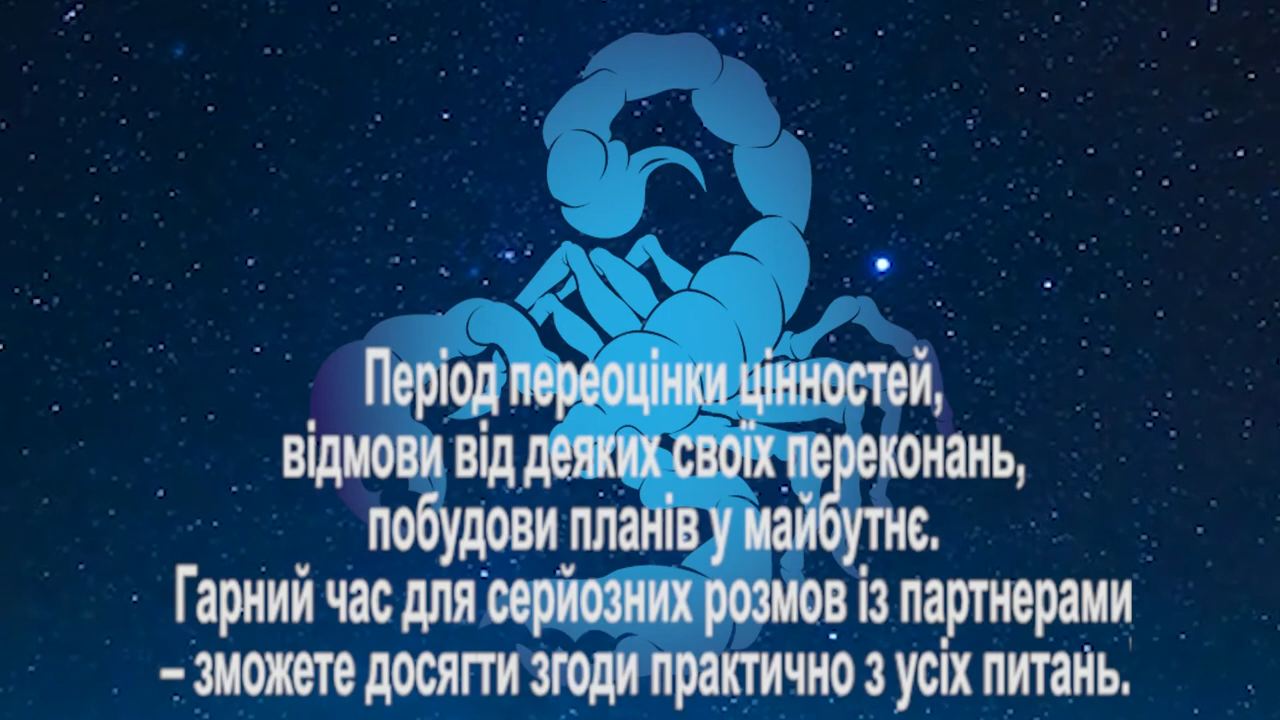 Період переоцінки цінностей,
відмови від деяких своїх переконань,
побудови планів у майбутнє.
Гарний час для серйозних розмов із партнерами
– зможете досягти згоди практично з усіх питань.